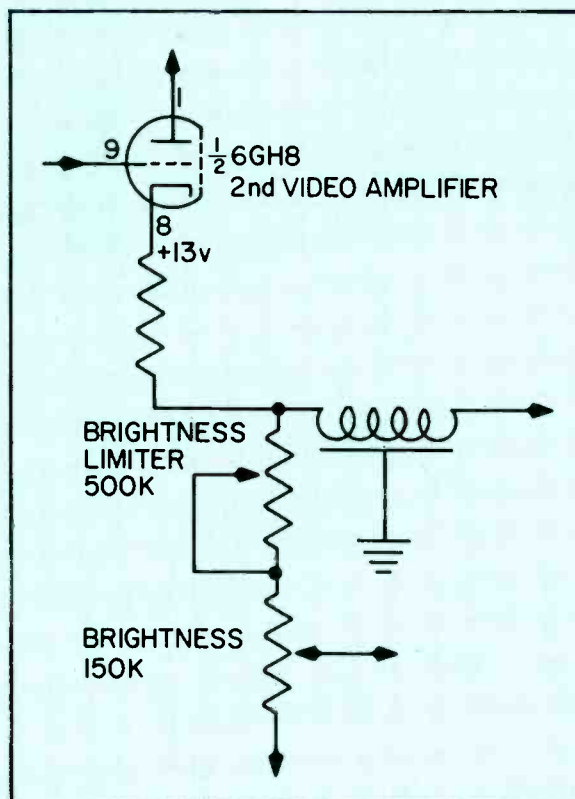 1
9
½ 6GH8
2nd VIDEO AMPLIFIER
8
+13v
BRIGHTNESS
LIMITER
500K
BRIGHTNESS
150K